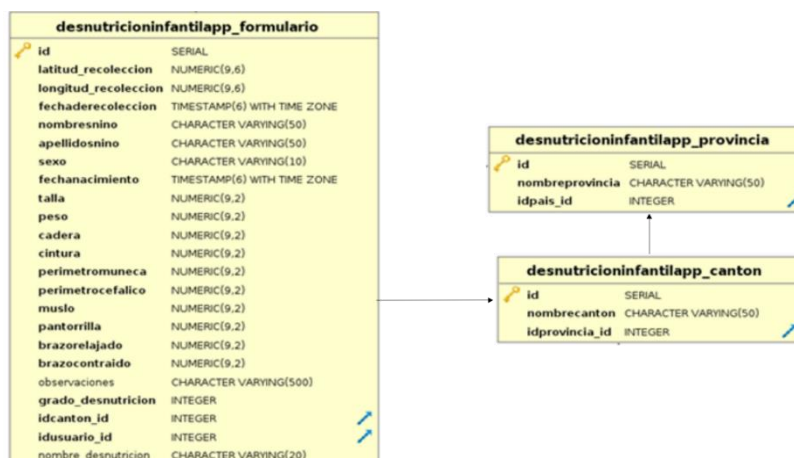 desnutricioninfantilapp_formulario
id SERIAL
latitud_recoleccion NUMERIC(9,6)
longitud_recoleccion NUMERIC(9,6)
fechaderecoleccion TIMESTAMP(6) WITH TIME ZONE
nombresnino CHARACTER VARYING(50)
apellidosnino CHARACTER VARYING(50)
sexo CHARACTER VARYING(10)
fechanacimiento TIMESTAMP(6) WITH TIME ZONE
talla NUMERIC(9,2)
peso NUMERIC(9,2)
cadera NUMERIC(9,2)
cintura NUMERIC(9,2)
perimetromuneca NUMERIC(9,2)
perimetrocefalico NUMERIC(9,2)
muslo NUMERIC(9,2)
pantorrilla NUMERIC(9,2)
brazorelajado NUMERIC(9,2)
brazocontraido NUMERIC(9,2)
observaciones CHARACTER VARYING(500)
grado_desnutricion INTEGER
idcanton_id INTEGER
idusuario_id INTEGER
nombre_desnutricion CHARACTER VARYING(20)
desnutricioninfantilapp_provincia
id SERIAL
nombreprovincia CHARACTER VARYING(50)
idpais_id INTEGER
desnutricioninfantilapp_canton
id SERIAL
nombrecanton CHARACTER VARYING(50)
idprovincia_id INTEGER